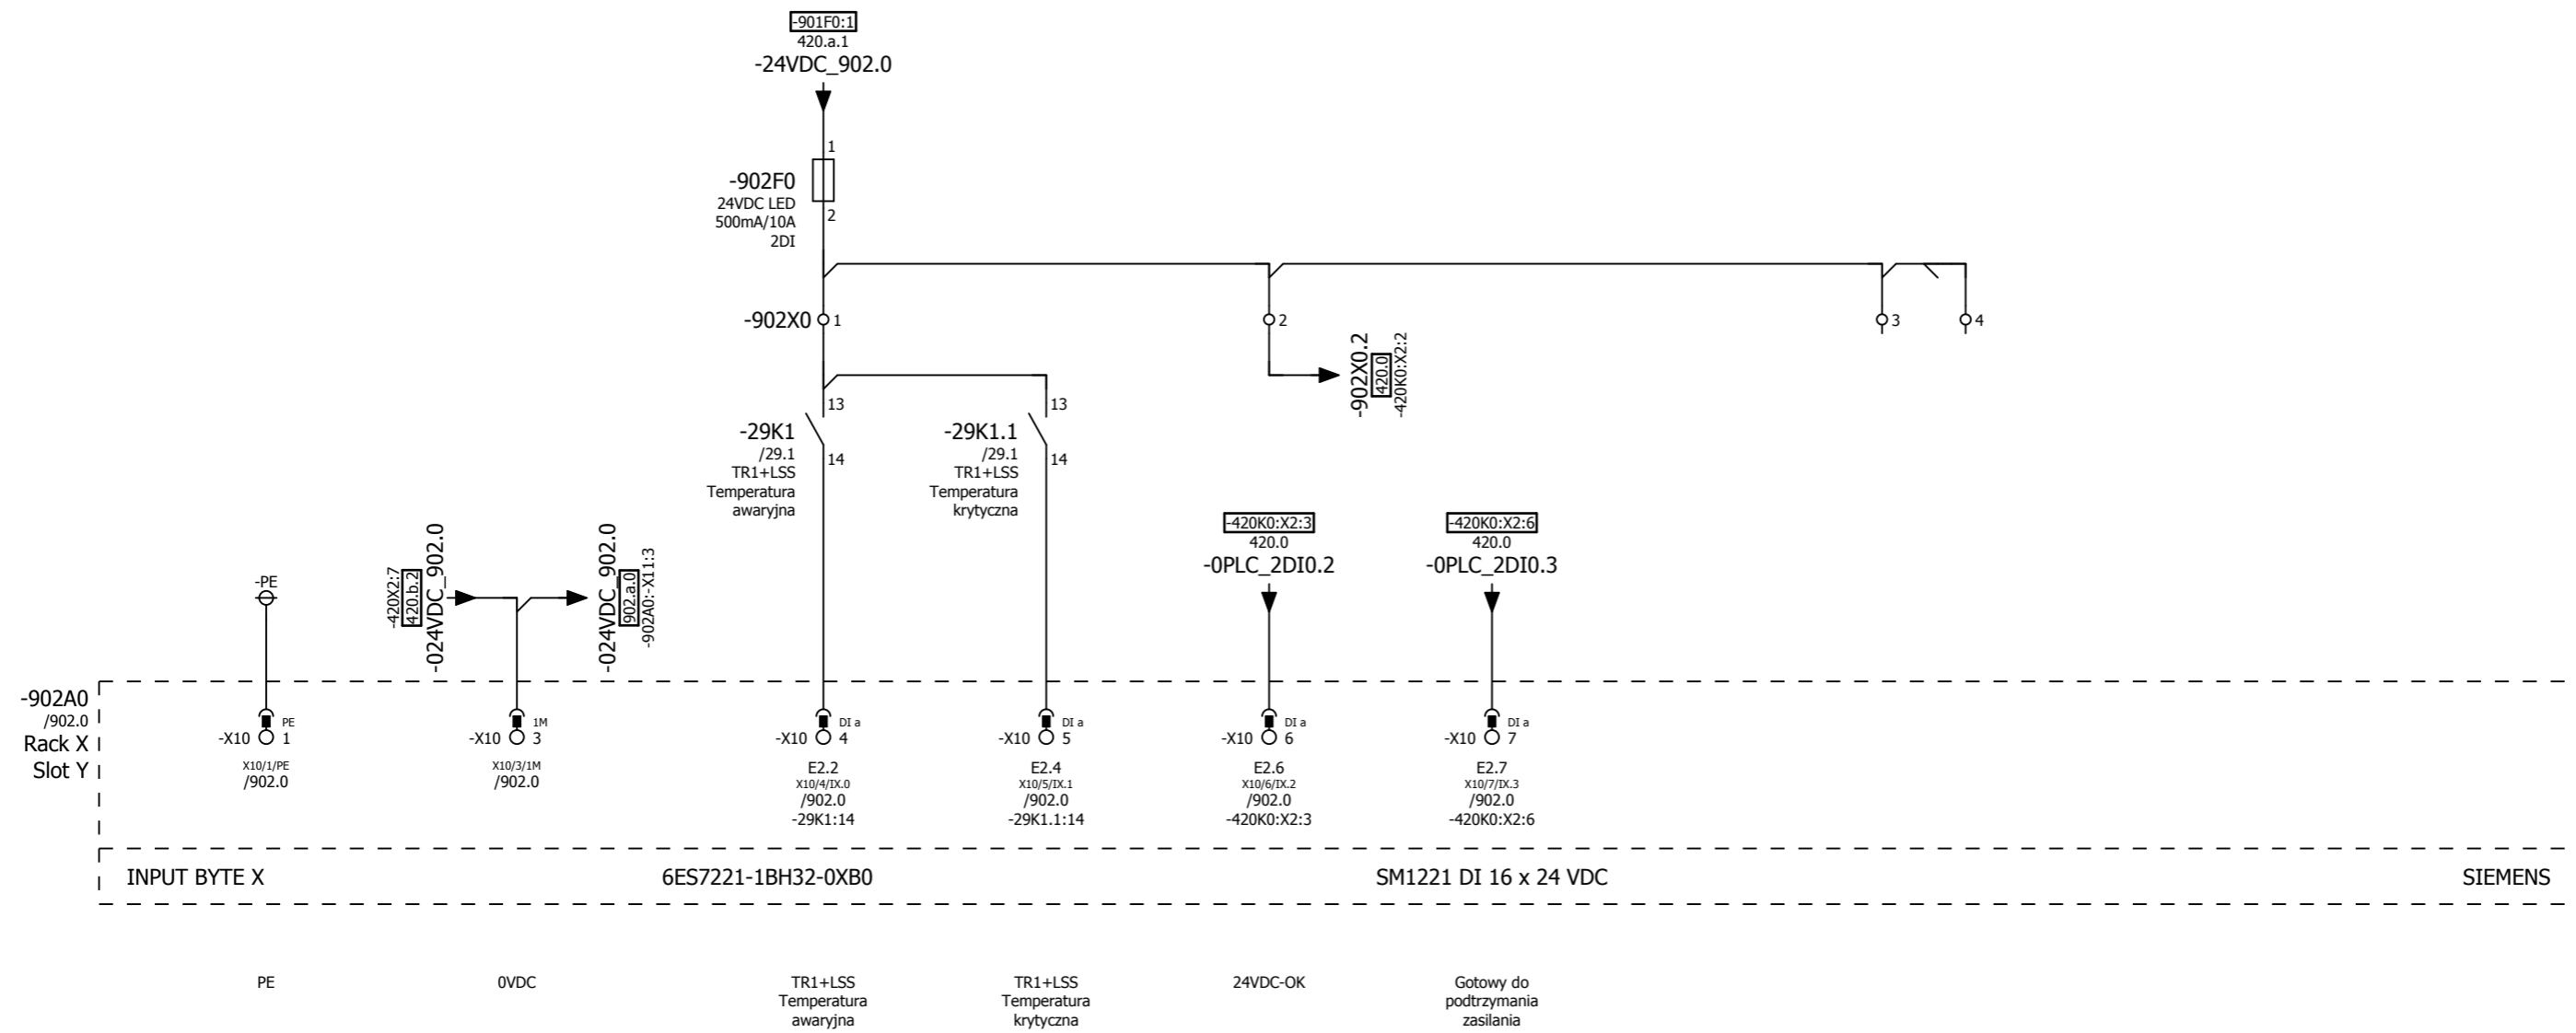 -901F0:1
420.a.1
-24VDC_902.0
1
-902F0
24VDC LED
500mA/10A
2DI
2
-902X0
1
2
3
4
-902X0.2
420.0
-420K0:X2:2
13
-29K1
/29.1
TR1+LSS
Temperatura
awaryjna
14
13
-29K1.1
/29.1
TR1+LSS
Temperatura
krytyczna
14
-420K0:X2:3
420.0
-0PLC_2DI0.2
-420K0:X2:6
420.0
-0PLC_2DI0.3
-PE
-420X2:7
420.b.2
-024VDC_902.0
-024VDC_902.0
902.a.0
-902A0:-X11:3
-902A0
/902.0
Rack X
Slot Y
PE
-X10 1
X10/1/PE
/902.0
1M
-X10 3
X10/3/1M
/902.0
DI a
-X10 4
E2.2
X10/4/IX.0
/902.0
-29K1:14
DI a
-X10 5
E2.4
X10/5/IX.1
/902.0
-29K1.1:14
DI a
-X10 6
E2.6
X10/6/IX.2
/902.0
-420K0:X2:3
DI a
-X10 7
E2.7
X10/7/IX.3
/902.0
-420K0:X2:6
INPUT BYTE X
6ES7221-1BH32-0XB0
SM1221 DI 16 x 24 VDC
SIEMENS
PE
0VDC
TR1+LSS
Temperatura
awaryjna
TR1+LSS
Temperatura
krytyczna
24VDC-OK
Gotowy do
podtrzymania
zasilania